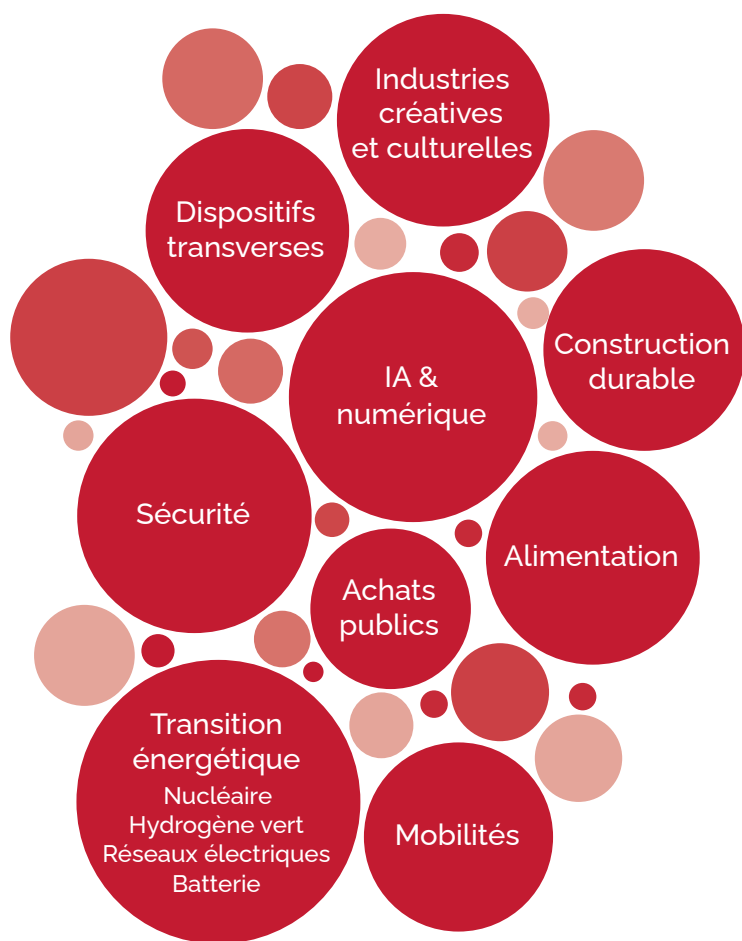 Industries
créatives
et culturelles
Dispositifs
transverses
Construction
durable
IA &
numérique
Sécurité
Alimentation
Achats
publics
Transition
énergétique
Nucléaire
Hydrogène vert
Réseaux électriques
Batterie
Mobilités